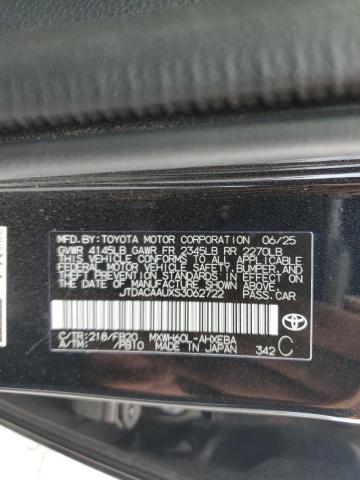 MFD.BY:TOYOTA MOTOR CORPORATION 06/25
GVWR 4145LB GAWR FR 2345LB RR 2270LB
THIS VEHICLE CONFORMS TO ALL APPLICABLE
FEDERAL MOTOR VEHICLE SAFETY, BUMPER, AND
THEFT PREVENTION STANDARDS IN EFFECT ON THE
DATE OF MANUFACTURE SHOWN ABOVE.
JTDACAAUXS3062722 PASS.CAR
C/TR:218/FB20 MXWH60L-AHXEBA
A/TM: /PB10 MADE IN JAPAN 342 C